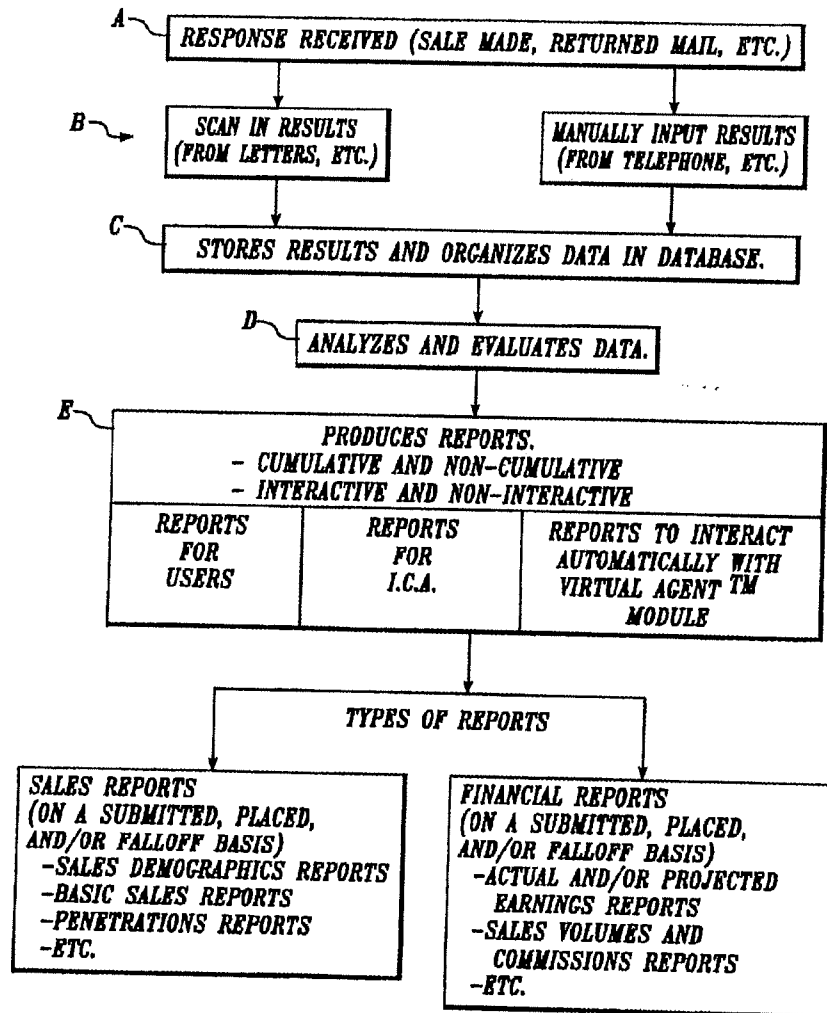 A
RESPONSE RECEIVED (SALE MADE, RETURNED MAIL, ETC.)
B
SCAN IN RESULTS
(FROM LETTERS, ETC.)
MANUALLY INPUT RESULTS
(FROM TELEPHONE, ETC.)
C
STORES RESULTS AND ORGANIZES DATA IN DATABASE.
D
ANALYZES AND EVALUATES DATA.
E
PRODUCES REPORTS.
- CUMULATIVE AND NON-CUMULATIVE
- INTERACTIVE AND NON-INTERACTIVE
REPORTS
FOR
USERS
REPORTS
FOR
I.C.A.
REPORTS TO INTERACT
AUTOMATICALLY WITH
VIRTUAL AGENT TM
MODULE
TYPES OF REPORTS
SALES REPORTS
(ON A SUBMITTED, PLACED,
AND/OR FALLOFF BASIS)
-SALES DEMOGRAPHICS REPORTS
-BASIC SALES REPORTS
-PENETRATIONS REPORTS
-ETC.
FINANCIAL REPORTS
(ON A SUBMITTED, PLACED,
AND/OR FALLOFF BASIS)
-ACTUAL AND/OR PROJECTED
EARNINGS REPORTS
-SALES VOLUMES AND
COMMISSIONS REPORTS
-ETC.